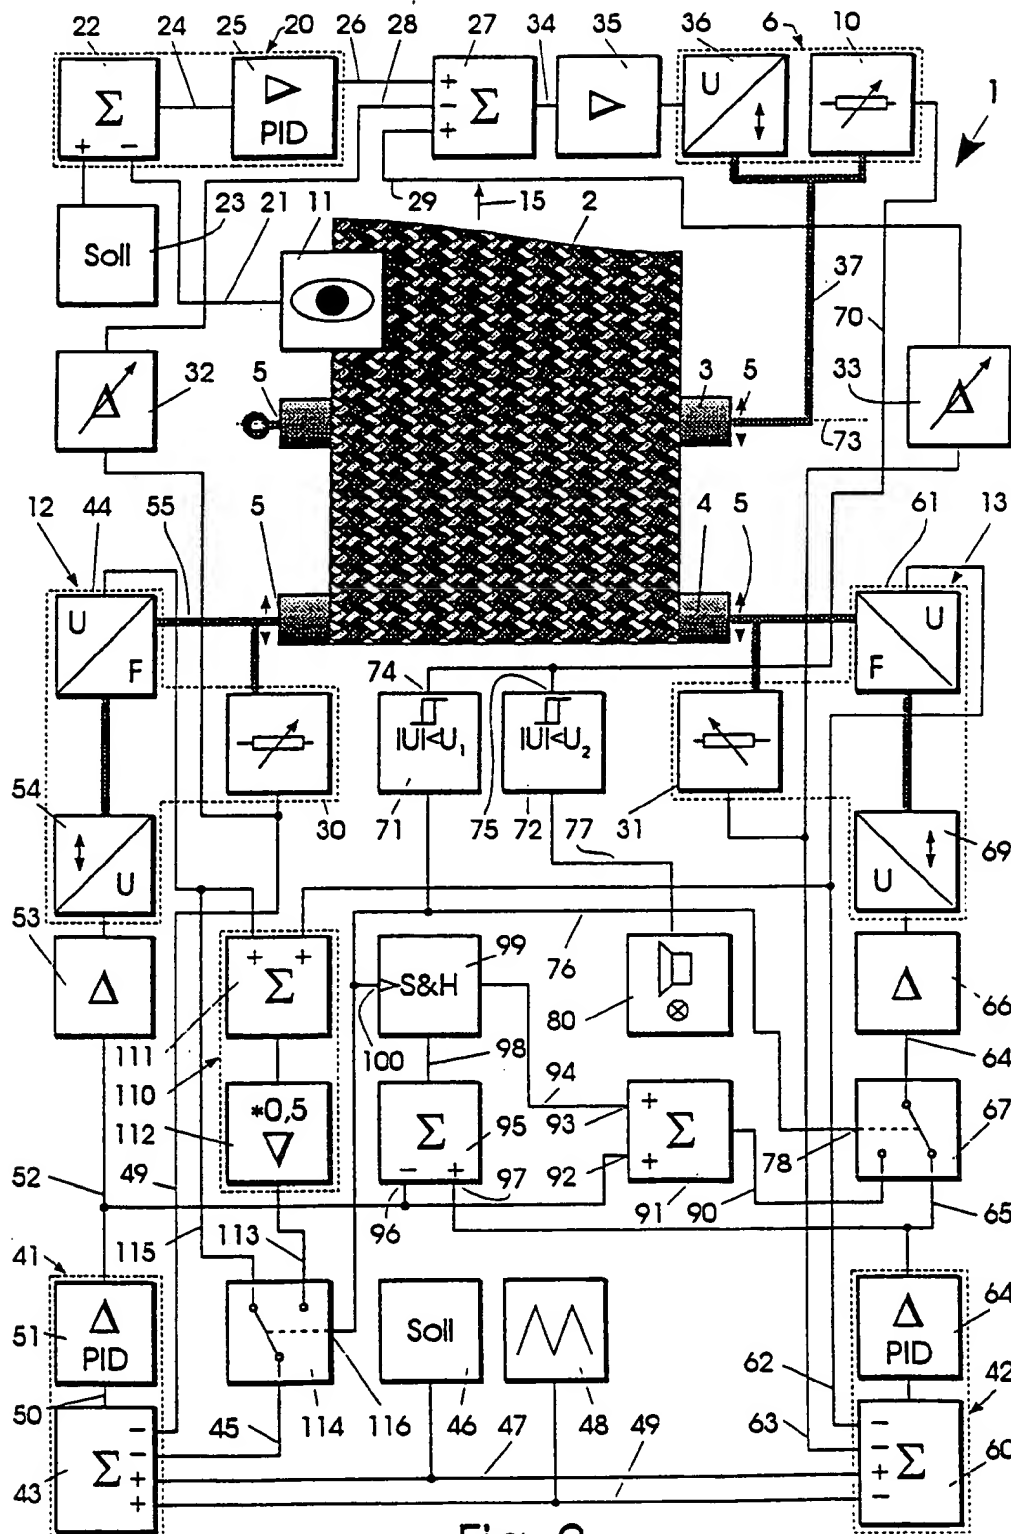 22 24 25 20 26 28 27 34 35 36 6 10
Σ PID + − + Σ U 1
+ −
23 21 11 29 15 2
Soll
37
70
32 5 3 5 33
73
12 44 55 5 4 5 61 13
U U
F F
74
|U|<U1 |U|<U2
54 30 71 75 72 77 31
U U 69
53
+ + 99
Σ S&H 76
80 66
111 100 98 94 64
110 *0,5 + Σ
112 Σ 95 93 67
− + 92 + 78
52 49 97
96 91 90 65
41 115 113
51 PID Soll PID 64
62 42
50 45 114 116 46 47 48 63
− − + + 49 − − + −
43 Σ Σ 60